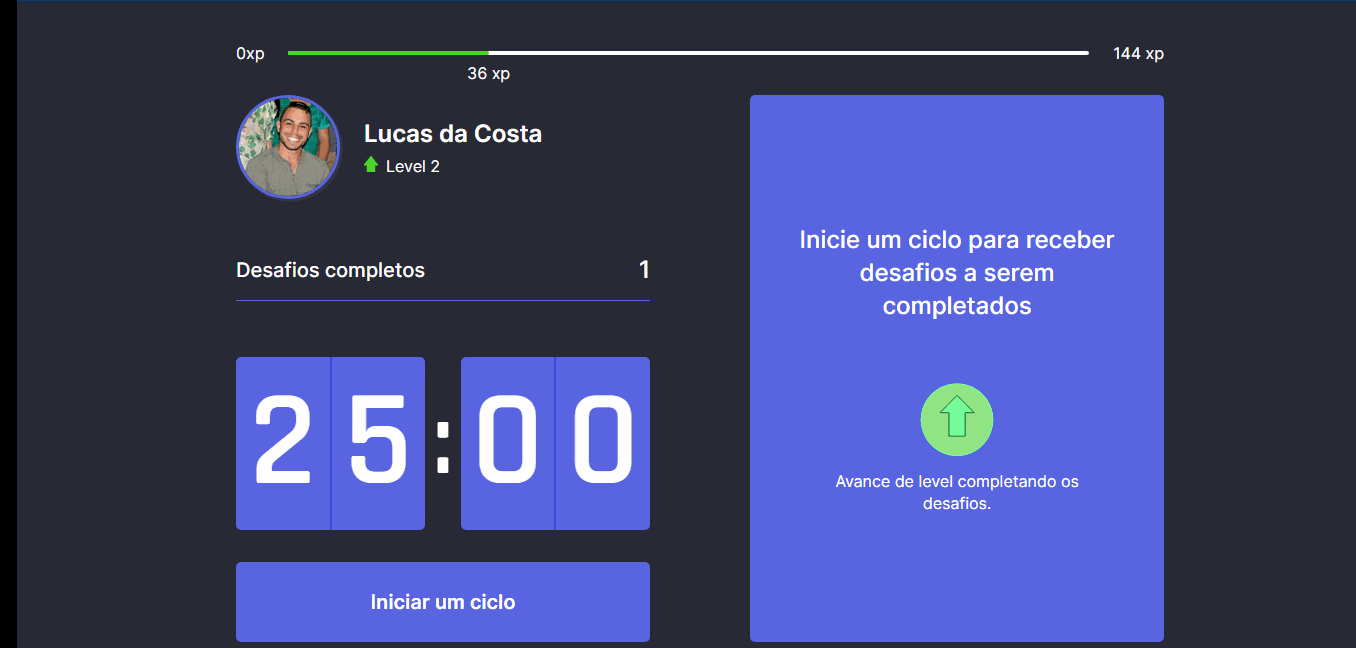 0xp
144 xp
36 xp
Lucas da Costa
Level 2
Desafios completos 1
25:00
Iniciar um ciclo
Inicie um ciclo para receber
desafios a serem
completados
Avance de level completando os
desafios.